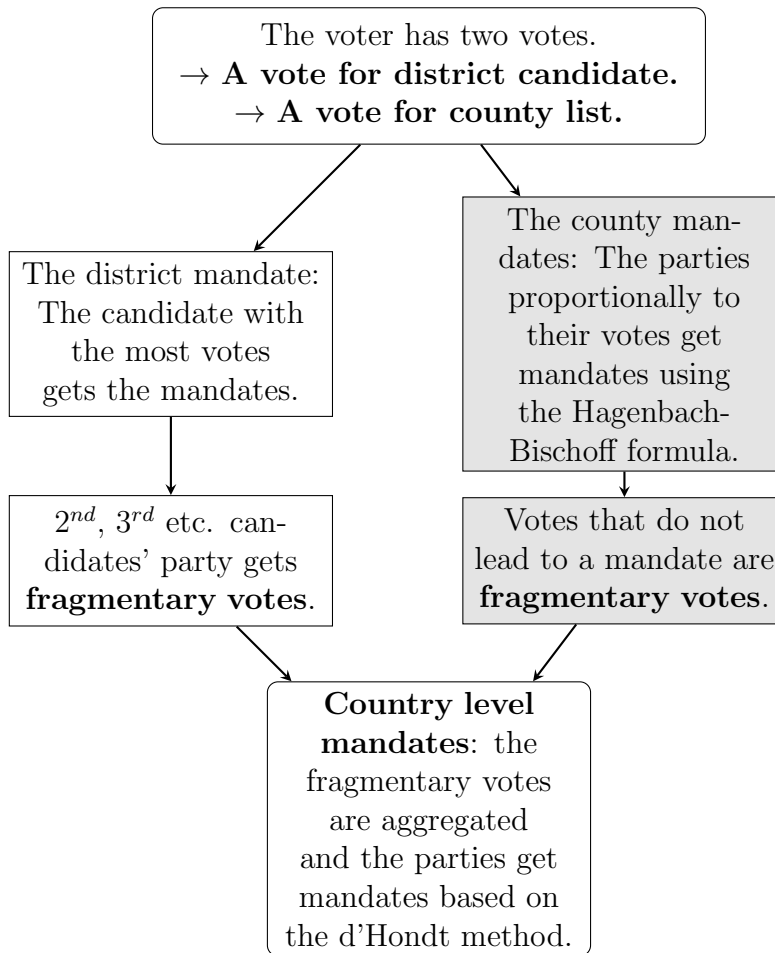 The voter has two votes.
→ A vote for district candidate.
→ A vote for county list.
The district mandate:
The candidate with
the most votes
gets the mandates.
The county man-
dates: The parties
proportionally to
their votes get
mandates using
the Hagenbach-
Bischoff formula.
2nd, 3rd etc. can-
didates' party gets
fragmentary votes.
Votes that do not
lead to a mandate are
fragmentary votes.
Country level
mandates: the
fragmentary votes
are aggregated
and the parties get
mandates based on
the d'Hondt method.